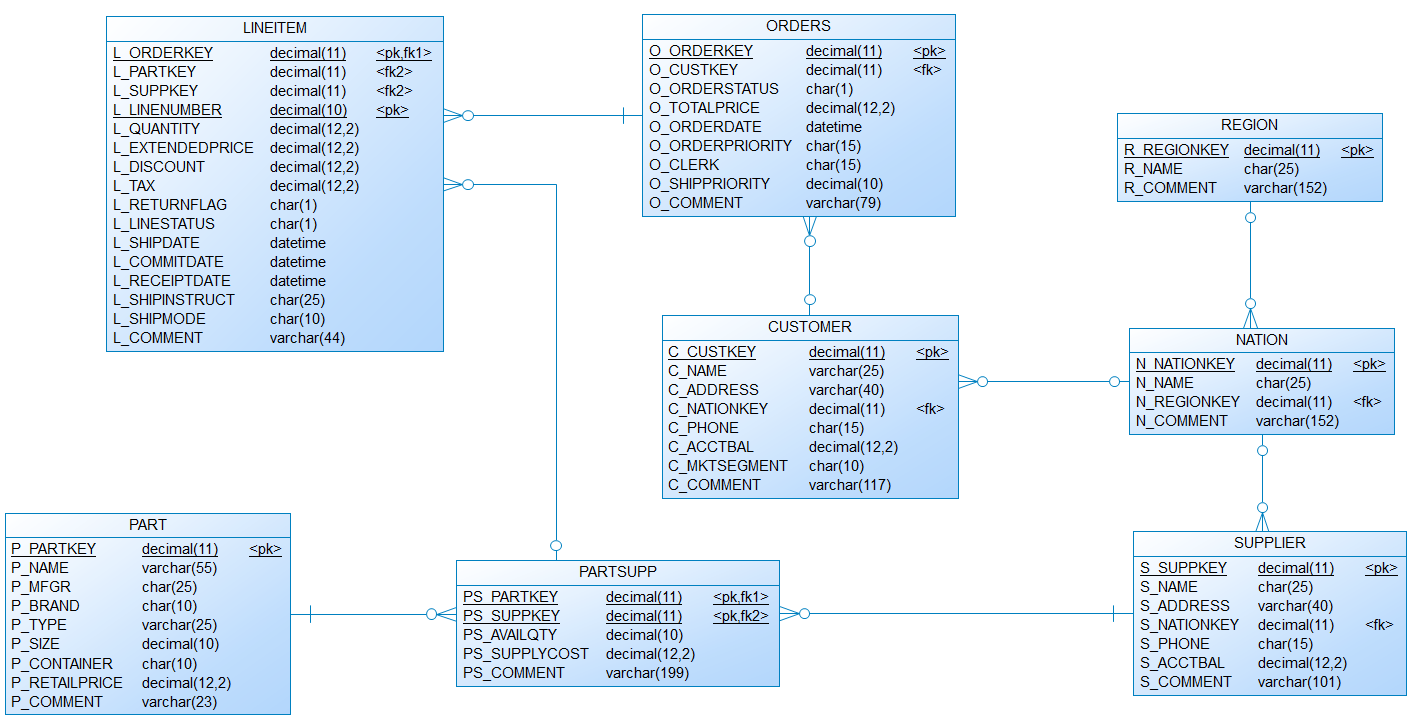 LINEITEM
L_ORDERKEY decimal(11) <pk,fk1>
L_PARTKEY decimal(11) <fk2>
L_SUPPKEY decimal(11) <fk2>
L_LINENUMBER decimal(10) <pk>
L_QUANTITY decimal(12,2)
L_EXTENDEDPRICE decimal(12,2)
L_DISCOUNT decimal(12,2)
L_TAX decimal(12,2)
L_RETURNFLAG char(1)
L_LINESTATUS char(1)
L_SHIPDATE datetime
L_COMMITDATE datetime
L_RECEIPTDATE datetime
L_SHIPINSTRUCT char(25)
L_SHIPMODE char(10)
L_COMMENT varchar(44)
ORDERS
O_ORDERKEY decimal(11) <pk>
O_CUSTKEY decimal(11) <fk>
O_ORDERSTATUS char(1)
O_TOTALPRICE decimal(12,2)
O_ORDERDATE datetime
O_ORDERPRIORITY char(15)
O_CLERK char(15)
O_SHIPPRIORITY decimal(10)
O_COMMENT varchar(79)
REGION
R_REGIONKEY decimal(11) <pk>
R_NAME char(25)
R_COMMENT varchar(152)
CUSTOMER
C_CUSTKEY decimal(11) <pk>
C_NAME varchar(25)
C_ADDRESS varchar(40)
C_NATIONKEY decimal(11) <fk>
C_PHONE char(15)
C_ACCTBAL decimal(12,2)
C_MKTSEGMENT char(10)
C_COMMENT varchar(117)
NATION
N_NATIONKEY decimal(11) <pk>
N_NAME char(25)
N_REGIONKEY decimal(11) <fk>
N_COMMENT varchar(152)
PART
P_PARTKEY decimal(11) <pk>
P_NAME varchar(55)
P_MFGR char(25)
P_BRAND char(10)
P_TYPE varchar(25)
P_SIZE decimal(10)
P_CONTAINER char(10)
P_RETAILPRICE decimal(12,2)
P_COMMENT varchar(23)
PARTSUPP
PS_PARTKEY decimal(11) <pk,fk1>
PS_SUPPKEY decimal(11) <pk,fk2>
PS_AVAILQTY decimal(10)
PS_SUPPLYCOST decimal(12,2)
PS_COMMENT varchar(199)
SUPPLIER
S_SUPPKEY decimal(11) <pk>
S_NAME char(25)
S_ADDRESS varchar(40)
S_NATIONKEY decimal(11) <fk>
S_PHONE char(15)
S_ACCTBAL decimal(12,2)
S_COMMENT varchar(101)